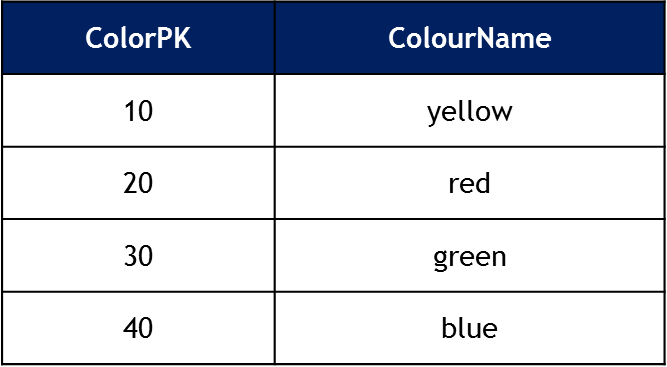 ColorPK ColourName
10 yellow
20 red
30 green
40 blue